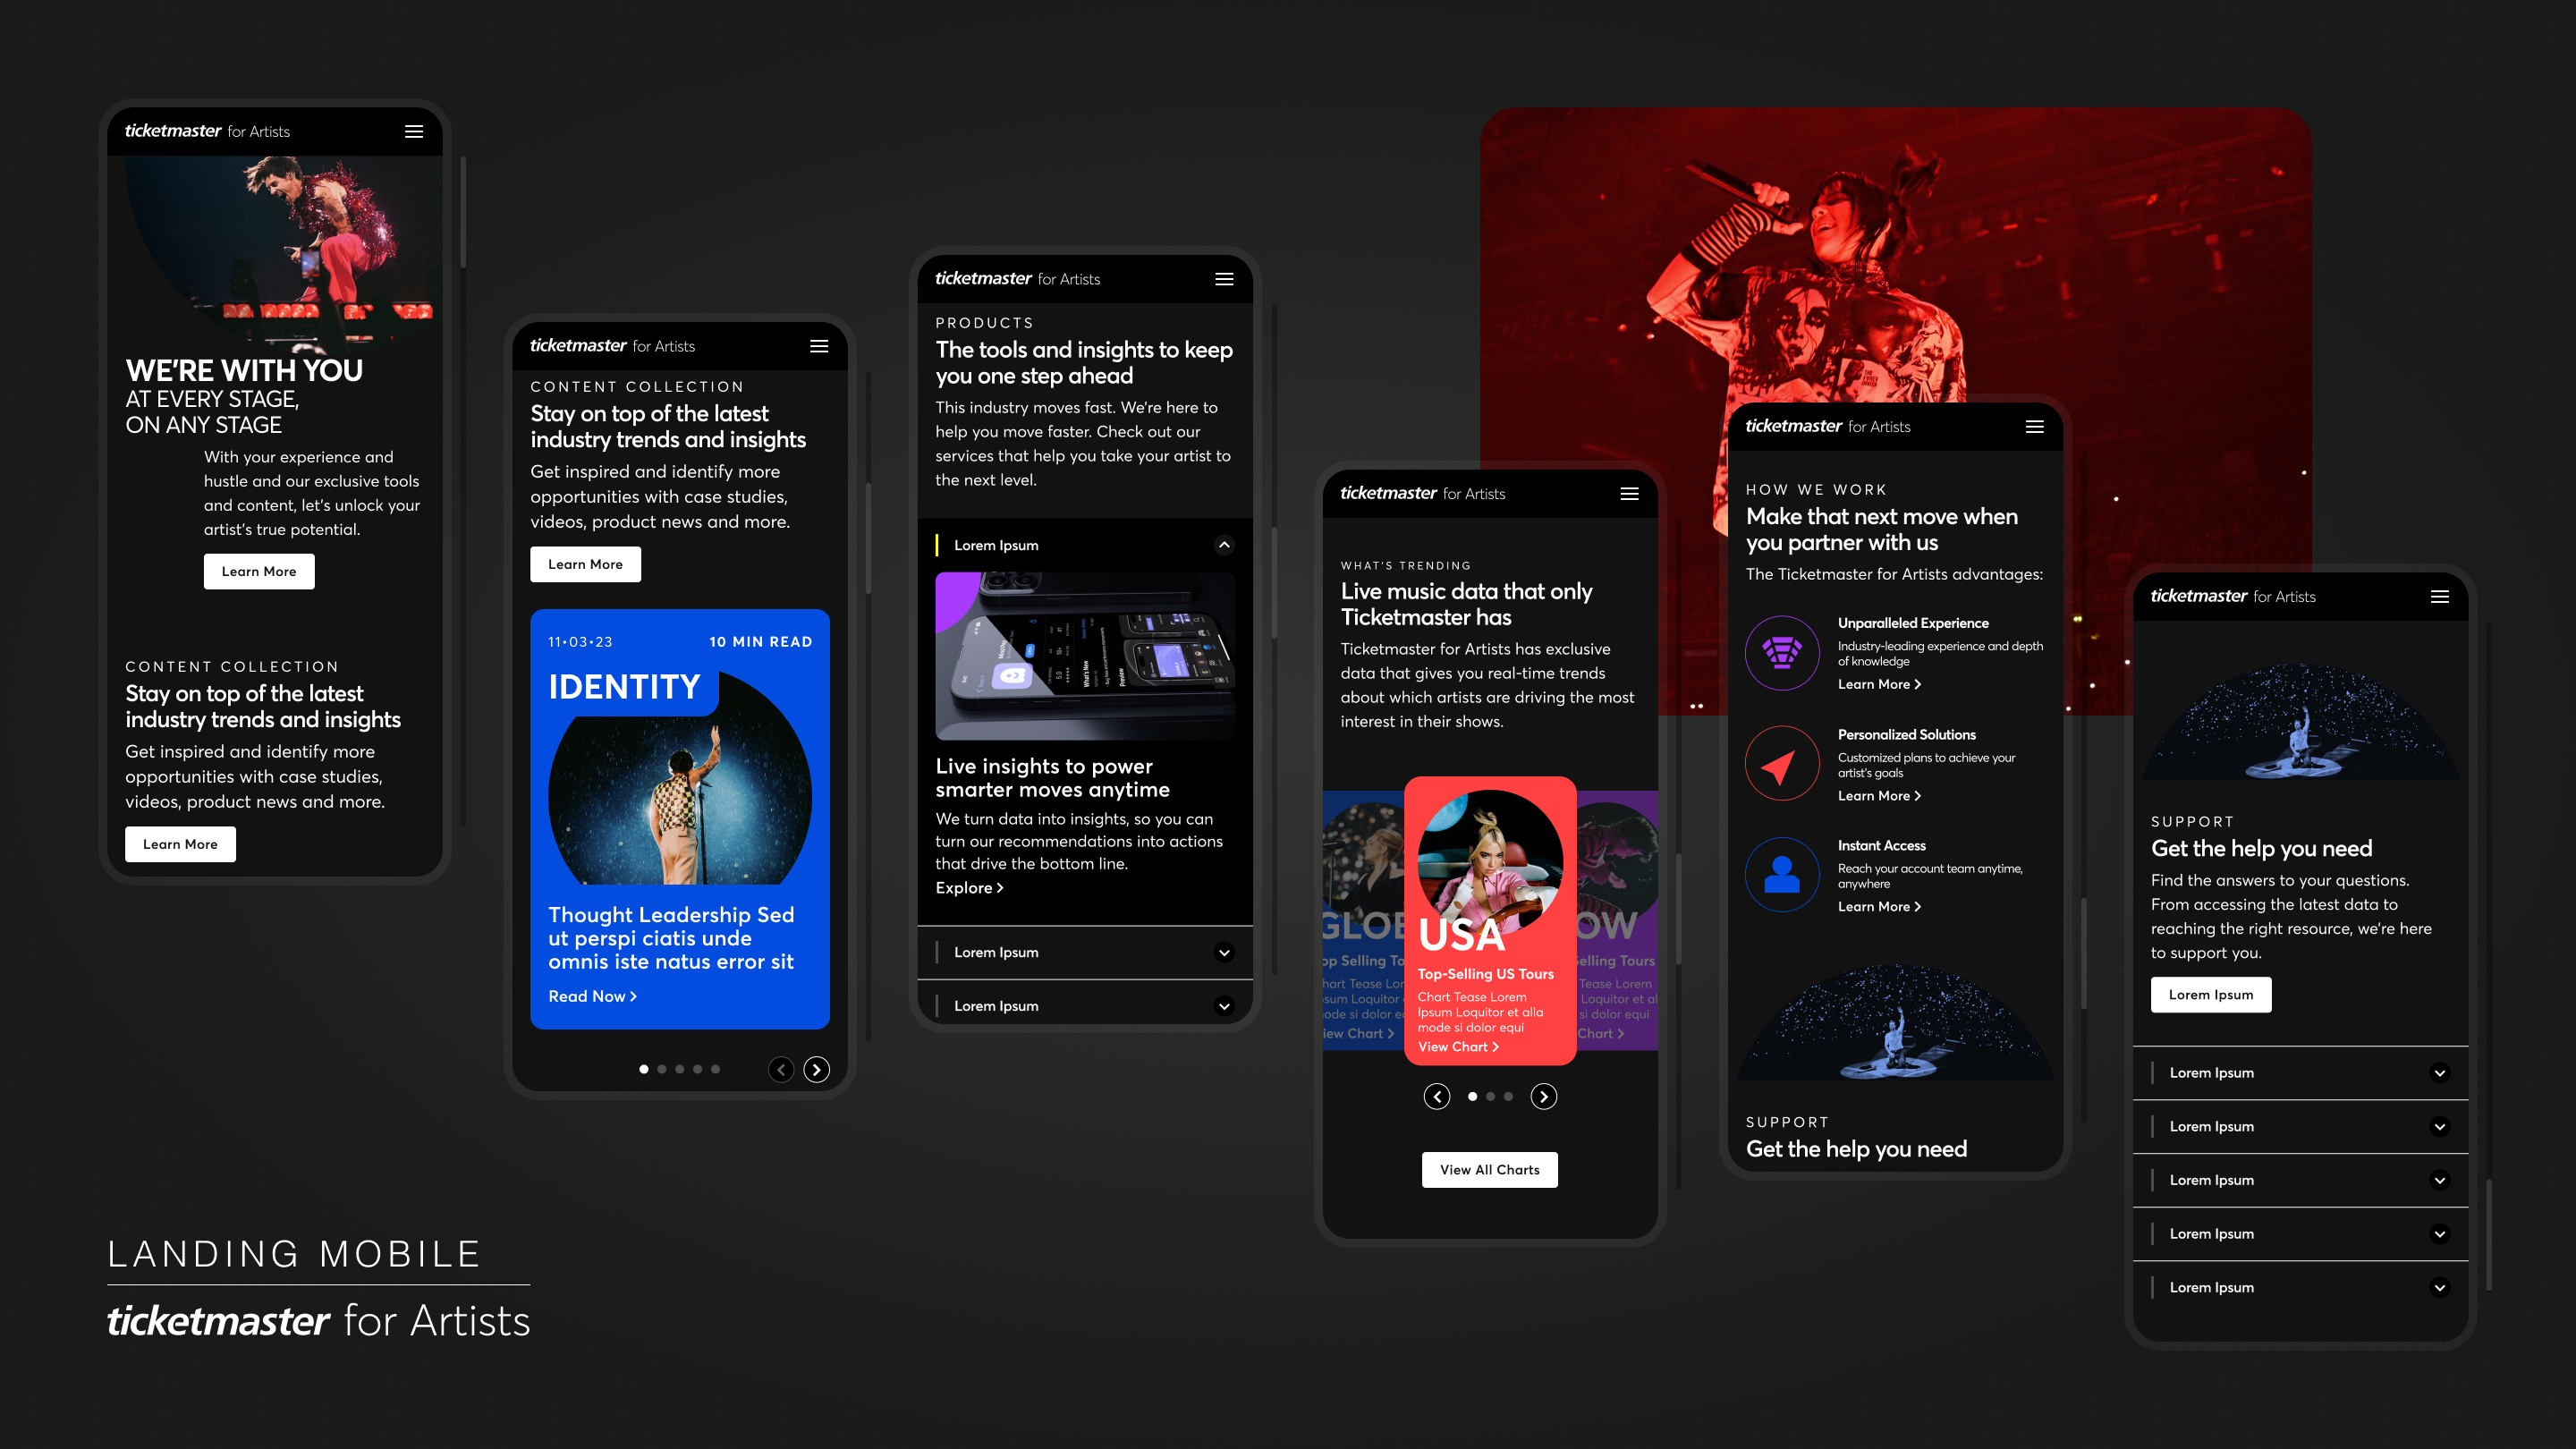 ticketmaster for Artists
WE'RE WITH YOU
AT EVERY STAGE,
ON ANY STAGE
With your experience and
hustle and our exclusive tools
and content, let's unlock your
artist's true potential.
Learn More
CONTENT COLLECTION
Stay on top of the latest
industry trends and insights
Get inspired and identify more
opportunities with case studies,
videos, product news and more.
Learn More
ticketmaster for Artists
CONTENT COLLECTION
Stay on top of the latest
industry trends and insights
Get inspired and identify more
opportunities with case studies,
videos, product news and more.
Learn More
11•03•23 10 MIN READ
IDENTITY
Thought Leadership Sed
ut perspi ciatis unde
omnis iste natus error sit
Read Now
ticketmaster for Artists
PRODUCTS
The tools and insights to keep
you one step ahead
This industry moves fast. We're here to
help you move faster. Check out our
services that help you take your artist to
the next level.
Lorem Ipsum
What's New
Preview
Live insights to power
smarter moves anytime
We turn data into insights, so you can
turn our recommendations into actions
that drive the bottom line.
Explore
Lorem Ipsum
Lorem Ipsum
ticketmaster for Artists
WHAT'S TRENDING
Live music data that only
Ticketmaster has
Ticketmaster for Artists has exclusive
data that gives you real-time trends
about which artists are driving the most
interest in their shows.
GLOB
op Selling To
Chart Tease Lor
psum Loquitor
ode si dolor e
iew Chart
USA
Top-Selling US Tours
Chart Tease Lorem
Ipsum Loquitor et alla
mode si dolor equi
View Chart
OW
elling Tours
Tease Lorem
Loquitor et al
si dolor equi
Chart
View All Charts
ticketmaster for Artists
HOW WE WORK
Make that next move when
you partner with us
The Ticketmaster for Artists advantages:
Unparalleled Experience
Industry-leading experience and depth
of knowledge
Learn More
Personalized Solutions
Customized plans to achieve your
artist's goals
Learn More
Instant Access
Reach your account team anytime,
anywhere
Learn More
SUPPORT
Get the help you need
ticketmaster for Artists
SUPPORT
Get the help you need
Find the answers to your questions.
From accessing the latest data to
reaching the right resource, we're here
to support you.
Lorem Ipsum
Lorem Ipsum
Lorem Ipsum
Lorem Ipsum
Lorem Ipsum
Lorem Ipsum
LANDING MOBILE
ticketmaster for Artists